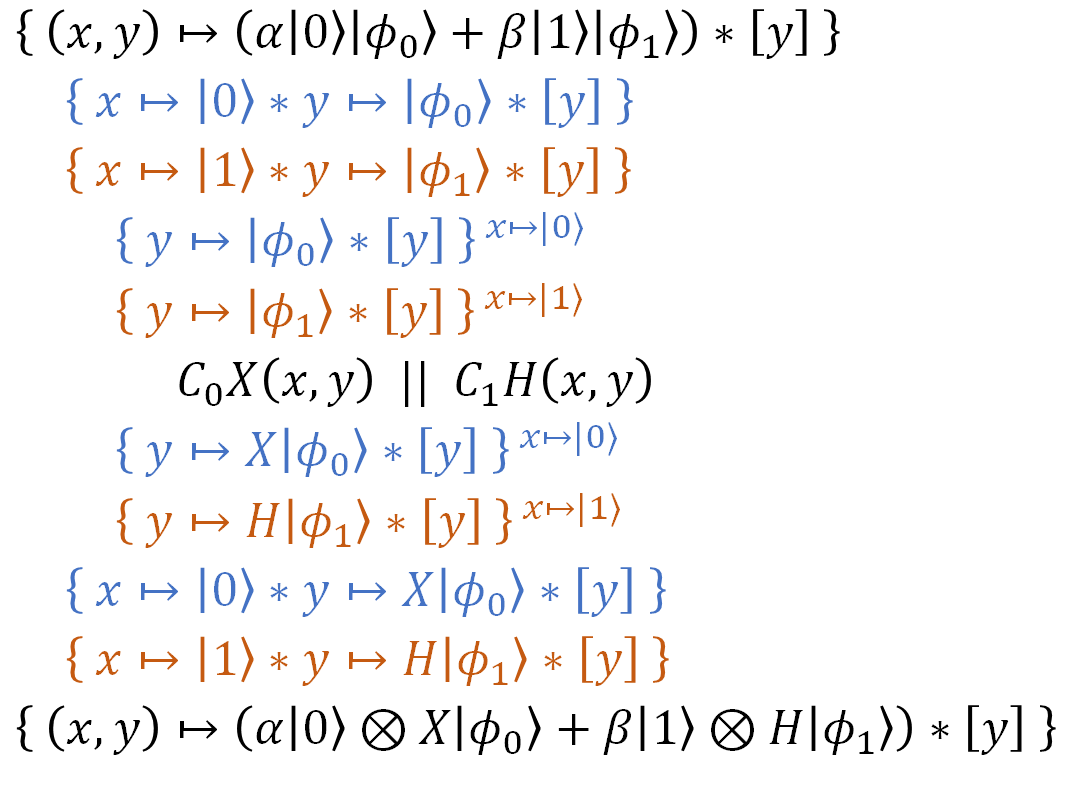 { (x, y) ↦ (α|0⟩|ϕ₀⟩ + β|1⟩|ϕ₁⟩) ∗ [y] }
{ x ↦ |0⟩ ∗ y ↦ |ϕ₀⟩ ∗ [y] }
{ x ↦ |1⟩ ∗ y ↦ |ϕ₁⟩ ∗ [y] }
{ y ↦ |ϕ₀⟩ ∗ [y] }^{x↦|0⟩}
{ y ↦ |ϕ₁⟩ ∗ [y] }^{x↦|1⟩}
C₀X(x, y) || C₁H(x, y)
{ y ↦ X|ϕ₀⟩ ∗ [y] }^{x↦|0⟩}
{ y ↦ H|ϕ₁⟩ ∗ [y] }^{x↦|1⟩}
{ x ↦ |0⟩ ∗ y ↦ X|ϕ₀⟩ ∗ [y] }
{ x ↦ |1⟩ ∗ y ↦ H|ϕ₁⟩ ∗ [y] }
{ (x, y) ↦ (α|0⟩ ⊗ X|ϕ₀⟩ + β|1⟩ ⊗ H|ϕ₁⟩) ∗ [y] }